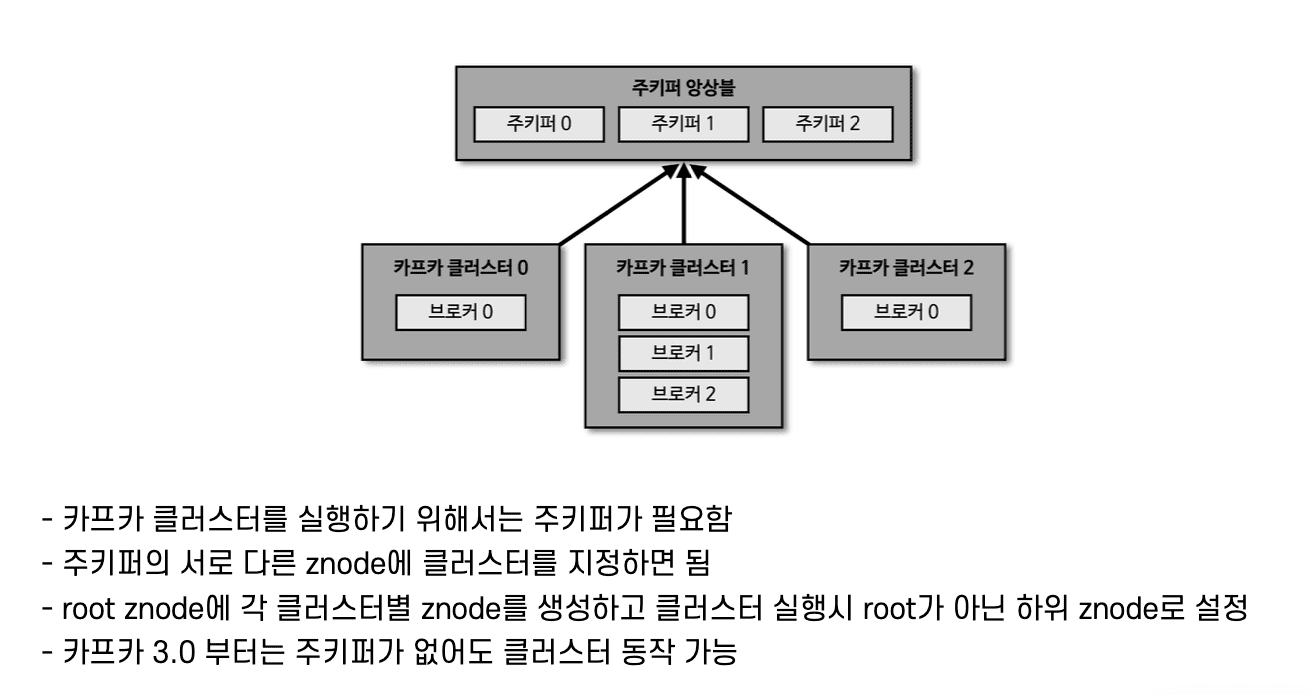 주키퍼 앙상블
주키퍼 0 주키퍼 1 주키퍼 2
카프카 클러스터 0
브로커 0
카프카 클러스터 1
브로커 0
브로커 1
브로커 2
카프카 클러스터 2
브로커 0
- 카프카 클러스터를 실행하기 위해서는 주키퍼가 필요함
- 주키퍼의 서로 다른 znode에 클러스터를 지정하면 됨
- root znode에 각 클러스터별 znode를 생성하고 클러스터 실행시 root가 아닌 하위 znode로 설정
- 카프카 3.0 부터는 주키퍼가 없어도 클러스터 동작 가능